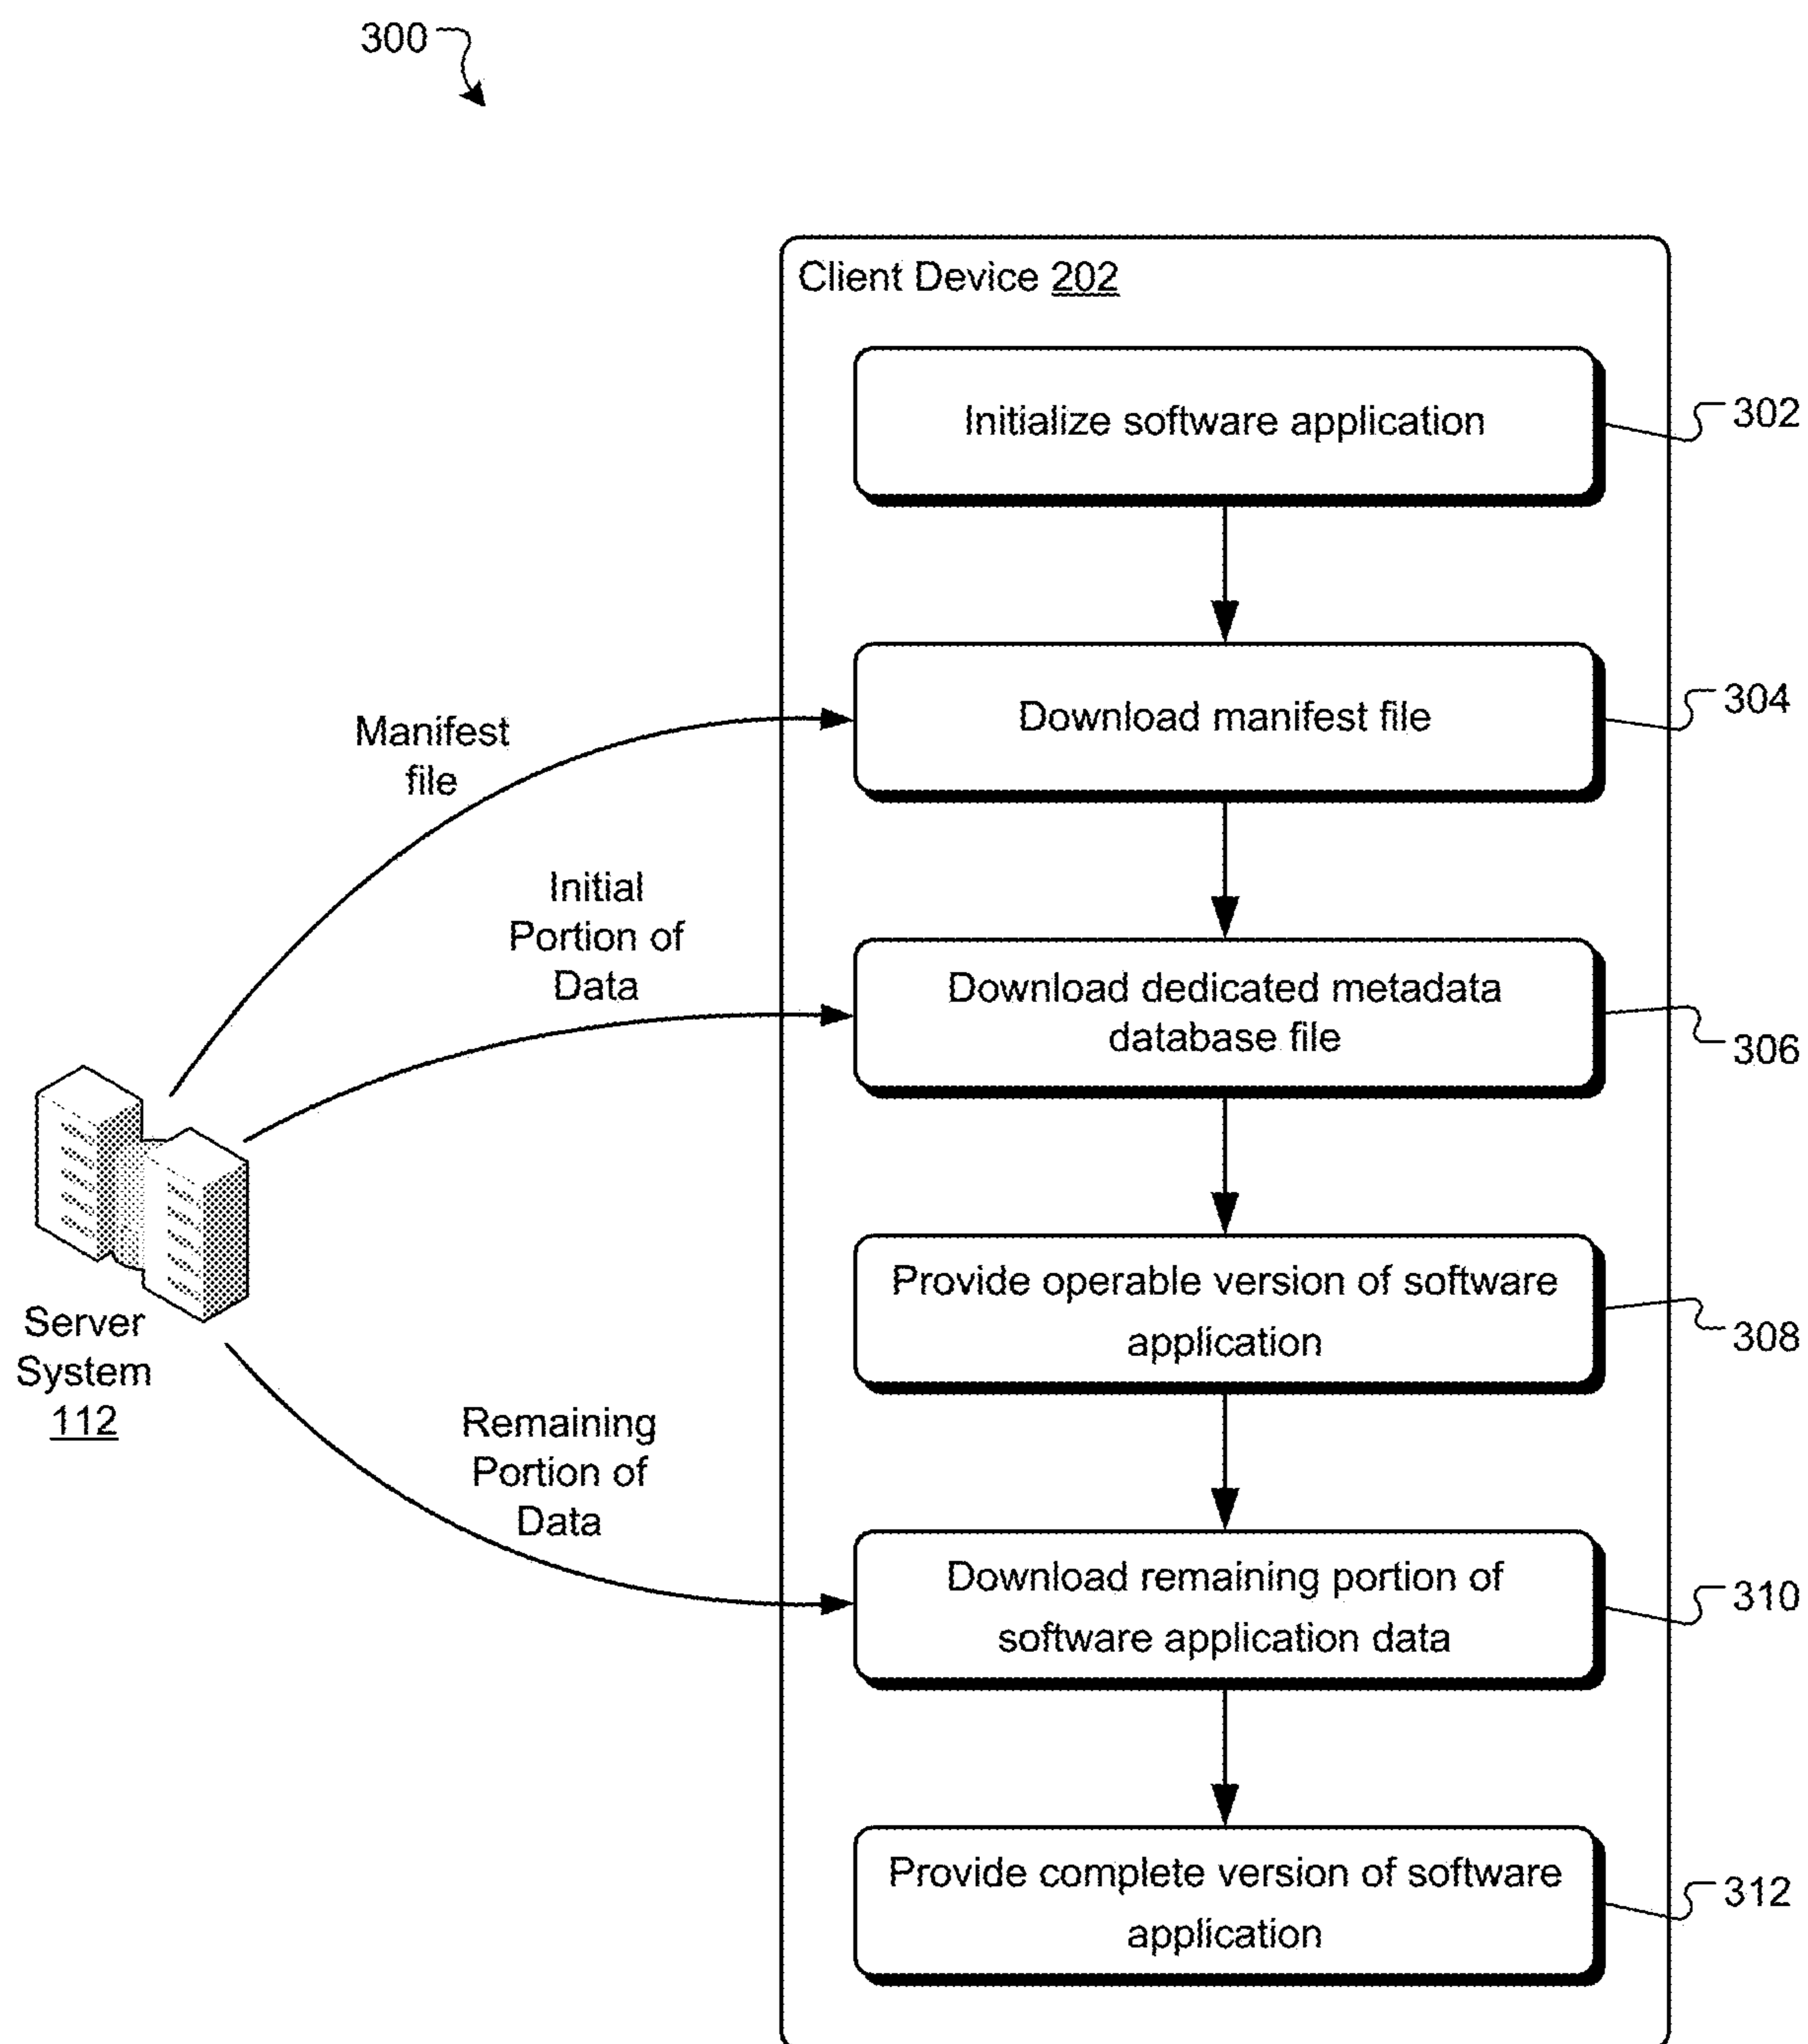 300
Client Device 202
Initialize software application
302
Download manifest file
304
Manifest
file
Initial
Portion of
Data
Download dedicated metadata
database file
306
Provide operable version of software
application
308
Server
System
112
Remaining
Portion of
Data
Download remaining portion of
software application data
310
Provide complete version of software
application
312